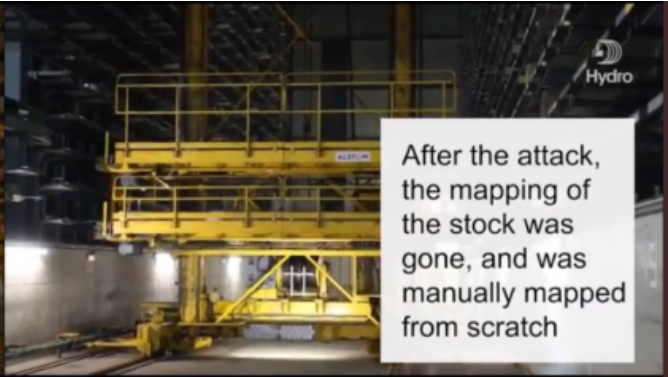 Hydro
ALSTOM
After the attack,
the mapping of
the stock was
gone, and was
manually mapped
from scratch